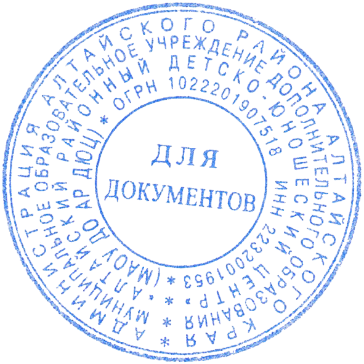 * АДМИНИСТРАЦИЯ АЛТАЙСКОГО РАЙОНА АЛТАЙСКОГО КРАЯ
* МУНИЦИПАЛЬНОЕ ОБРАЗОВАТЕЛЬНОЕ УЧРЕЖДЕНИЕ ДОПОЛНИТЕЛЬНОГО ОБРАЗОВАНИЯ
* «АЛТАЙСКИЙ РАЙОННЫЙ ДЕТСКО-ЮНОШЕСКИЙ ЦЕНТР»
* (МАОУ ДО АР ДЮЦ) * ОГРН 1022201907518 ИНН 2232001953
ДЛЯ
ДОКУМЕНТОВ